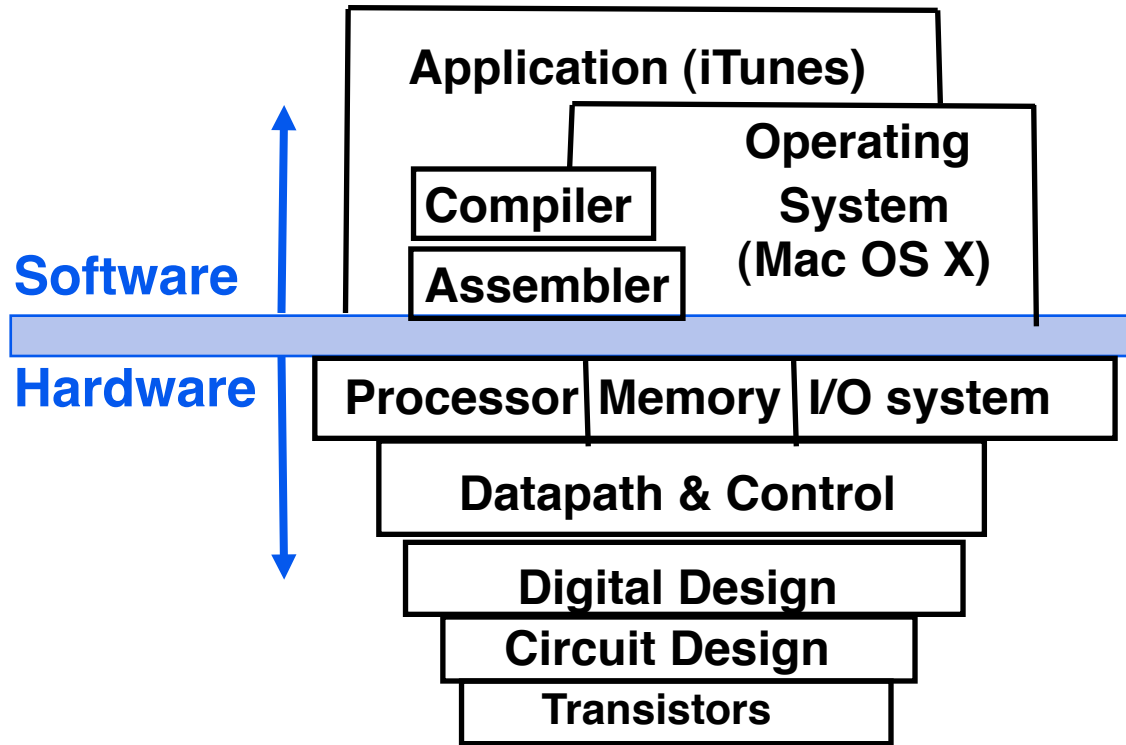 Application (iTunes)
Operating
System
(Mac OS X)
Compiler
Assembler
Software
Hardware
Processor Memory I/O system
Datapath & Control
Digital Design
Circuit Design
Transistors